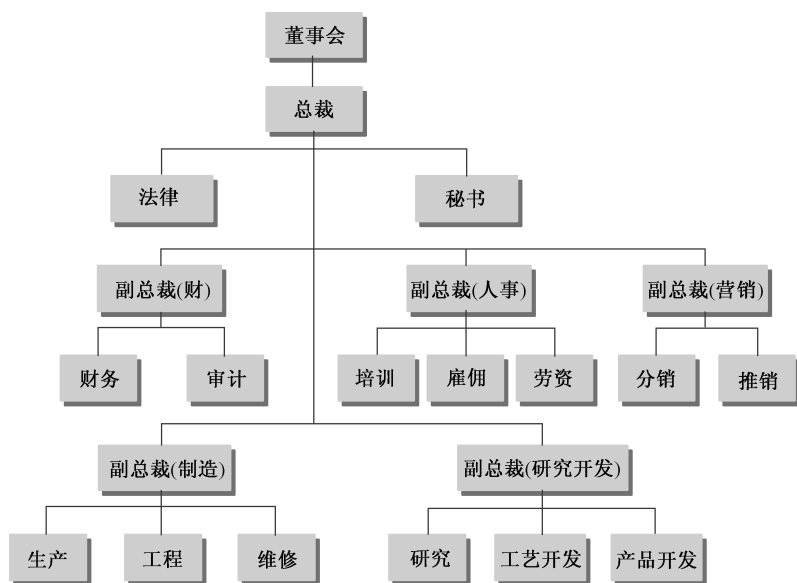 董事会
总裁
法律
秘书
副总裁(财)
副总裁(人事)
副总裁(营销)
财务
审计
培训
雇佣
劳资
分销
推销
副总裁(制造)
副总裁(研究开发)
生产
工程
维修
研究
工艺开发
产品开发